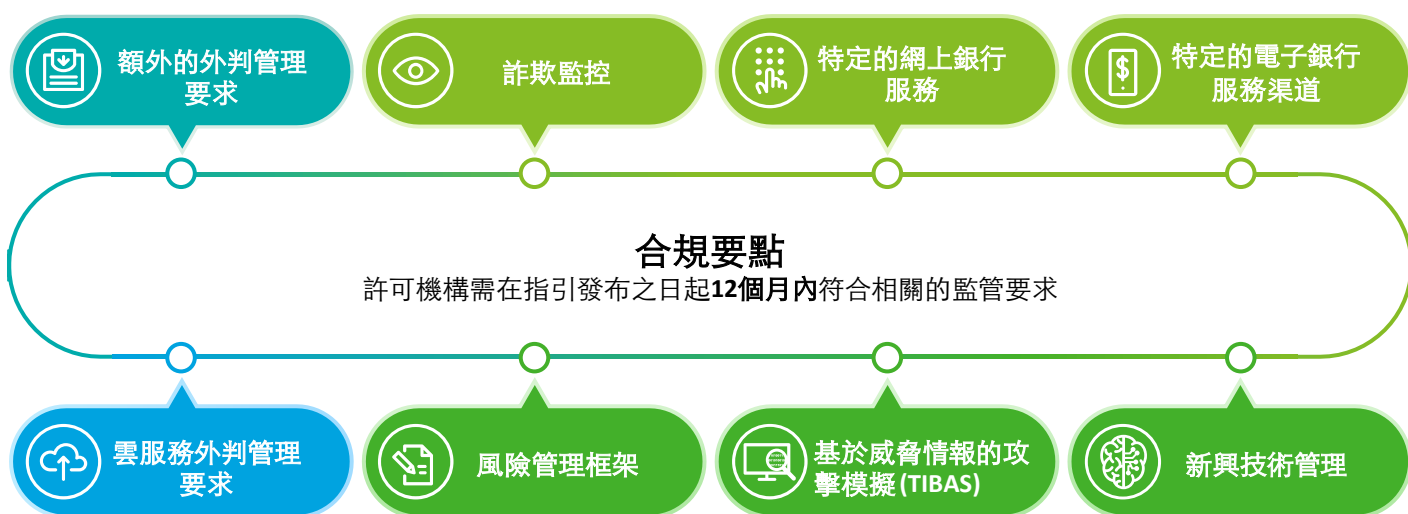 額外的外判管理
要求
詐欺監控
特定的網上銀行
服務
特定的電子銀行
服務渠道
合規要點
許可機構需在指引發布之日起12個月內符合相關的監管要求
雲服務外判管理
要求
風險管理框架
基於威脅情報的攻
擊模擬(TIBAS)
新興技術管理